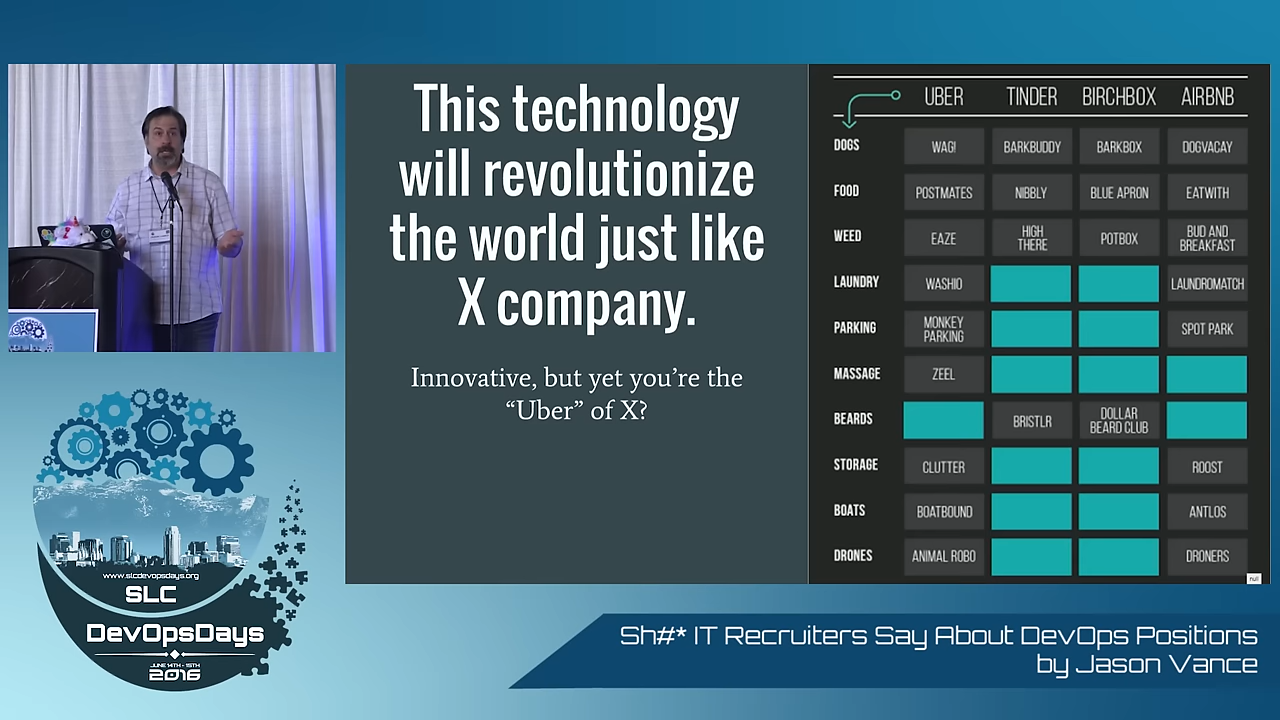 This technology
will revolutionize
the world just like
X company.
Innovative, but yet you’re the
“Uber” of X?
UBER TINDER BIRCHBOX AIRBNB
DOGS WAG! BARKBUDDY BARKBOX DOGVACAY
FOOD POSTMATES NIBBLY BLUE APRON EATWITH
WEED EAZE HIGH THERE POTBOX BUD AND BREAKFAST
LAUNDRY WASHIO LAUNDROMATCH
PARKING MONKEY PARKING SPOT PARK
MASSAGE ZEEL
BEARDS BRISTLR DOLLAR BEARD CLUB
STORAGE CLUTTER ROOST
BOATS BOATBOUND ANTLOS
DRONES ANIMAL ROBO DRONERS
null
www.slcdevopsdays.org
SLC
DevOpsDays
JUNE 14TH - 15TH
2016
Sh#* IT Recruiters Say About DevOps Positions
by Jason Vance